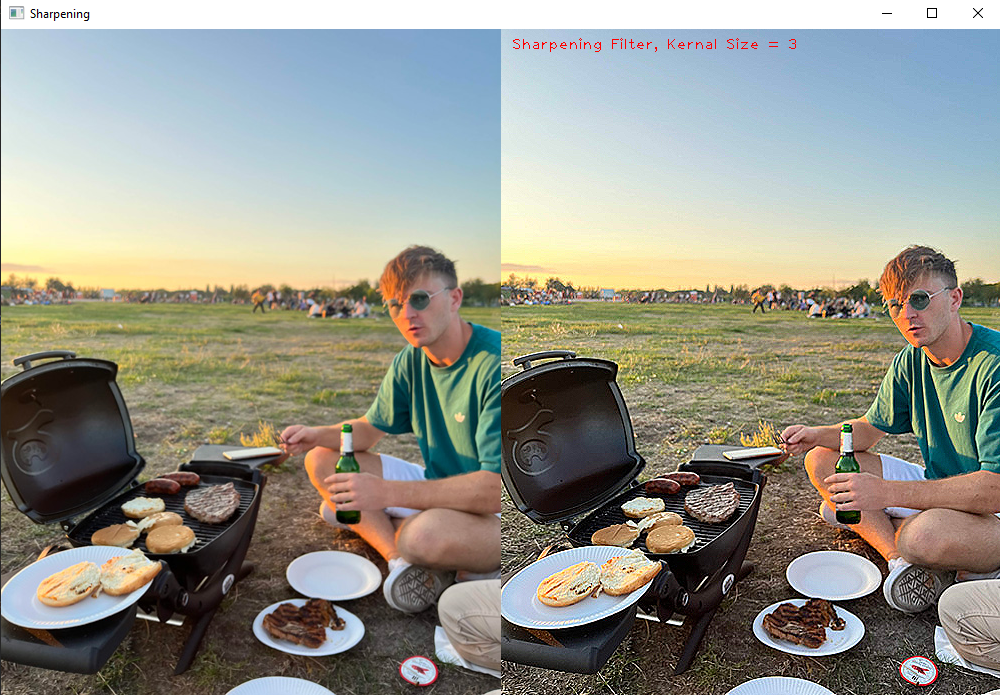 Sharpening
Sharpening Filter, Kernal Size = 3